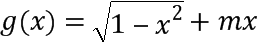 g(x) = √(1 − x²) + mx